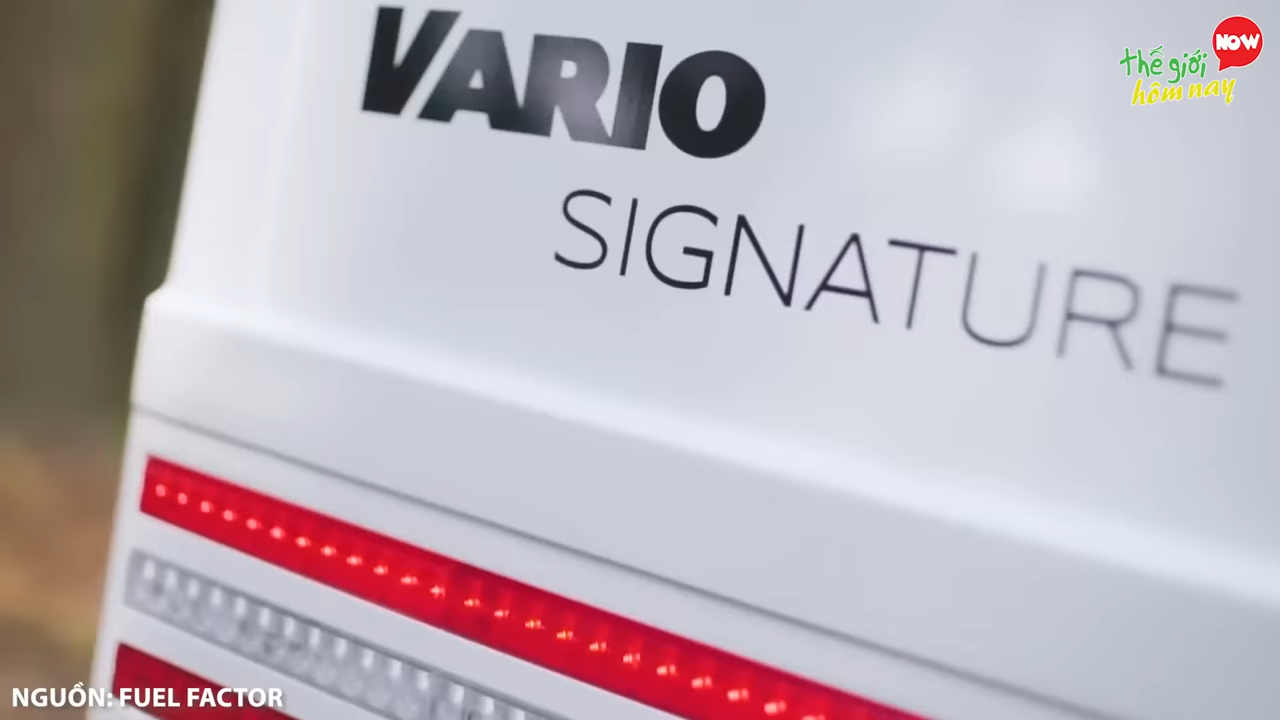 VARIO
SIGNATURE
NOW
thế giới
hôm nay
NGUỒN: FUEL FACTOR